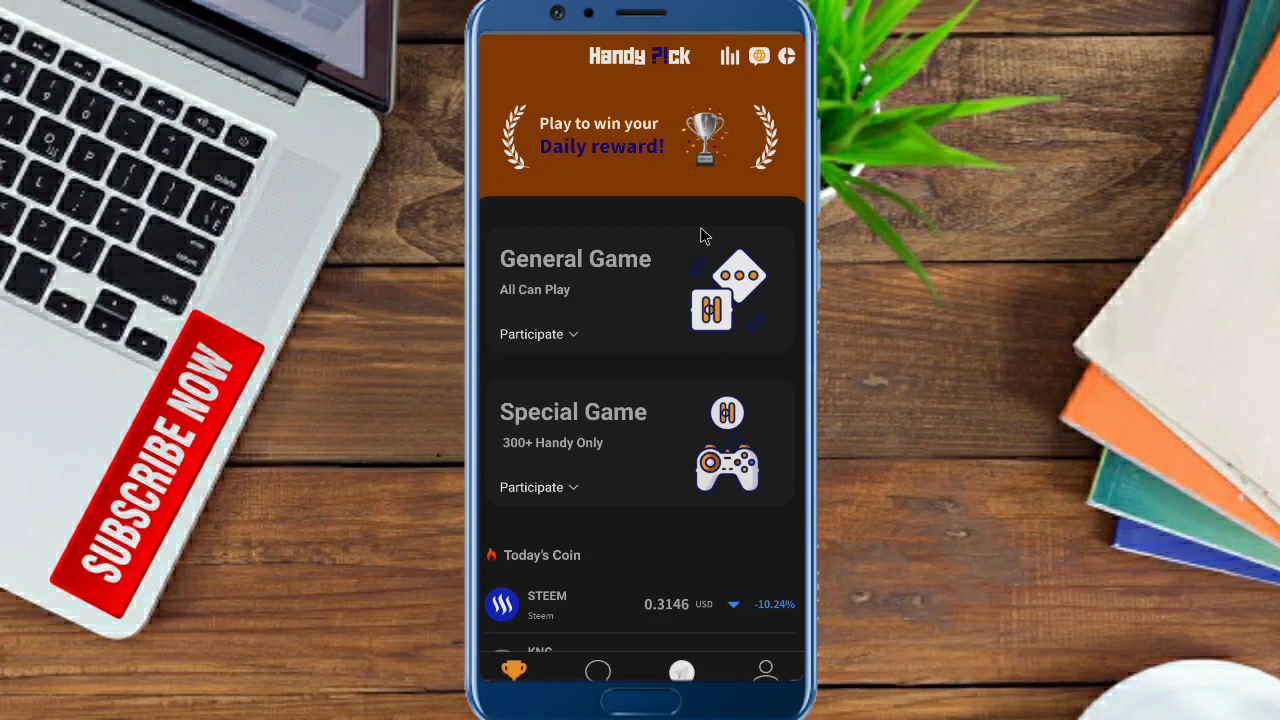 Handy ?!ck
Play to win your
Daily reward!
General Game
All Can Play
Participate
Special Game
300+ Handy Only
Participate
Today's Coin
STEEM
0.3146 USD -10.24%
Steem
KNC
SUBSCRIBE NOW